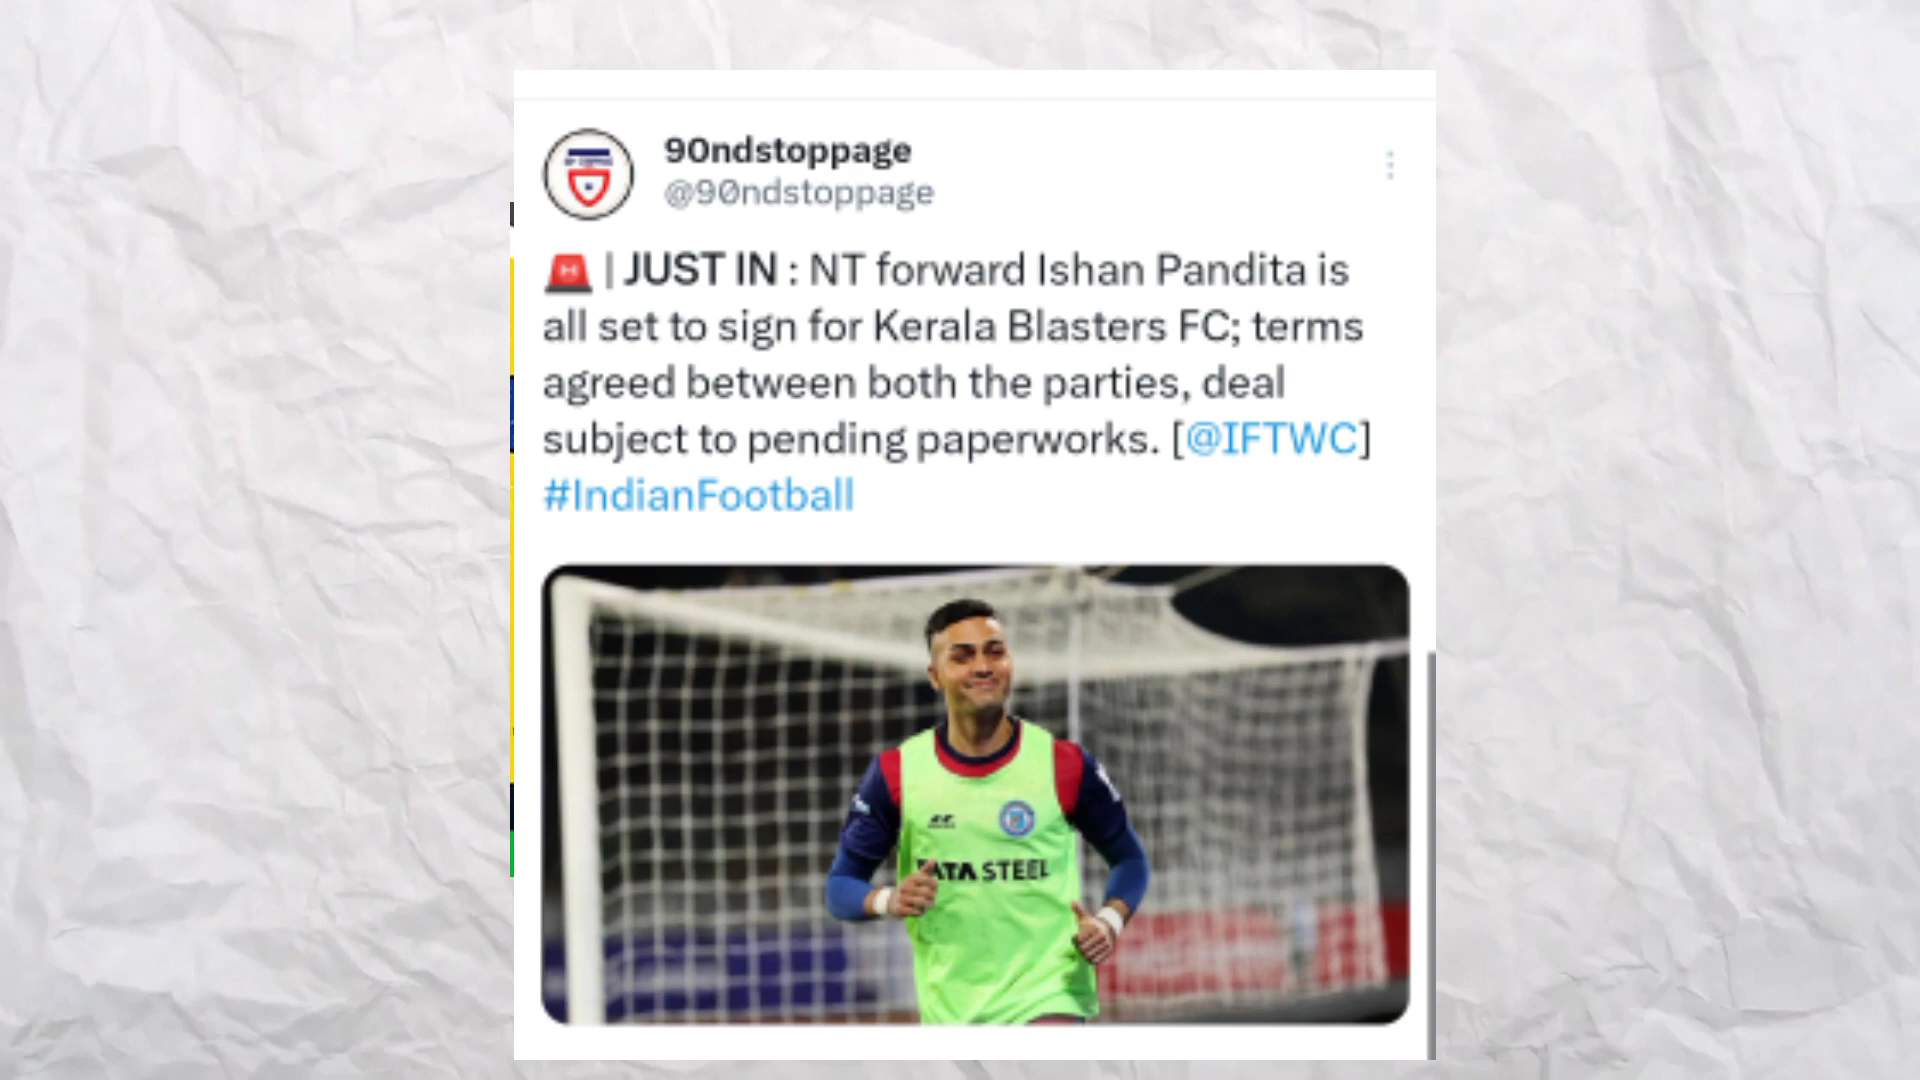 90ndstoppage
@90ndstoppage
🚨 | JUST IN : NT forward Ishan Pandita is
all set to sign for Kerala Blasters FC; terms
agreed between both the parties, deal
subject to pending paperworks. [@IFTWC]
#IndianFootball
TATA STEEL